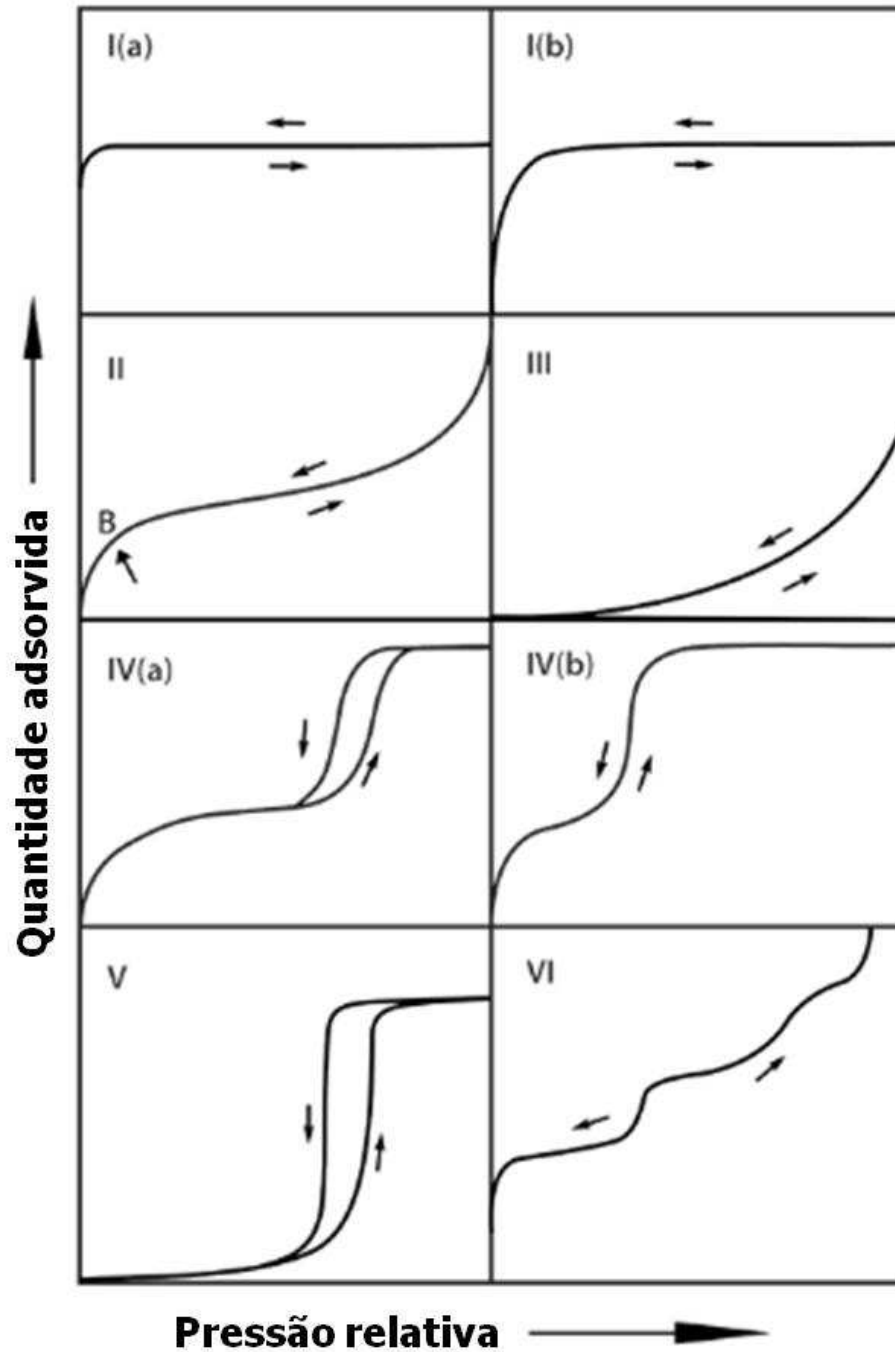 I(a)
I(b)
II
III
B
IV(a)
IV(b)
V
VI
Quantidade adsorvida
Pressão relativa